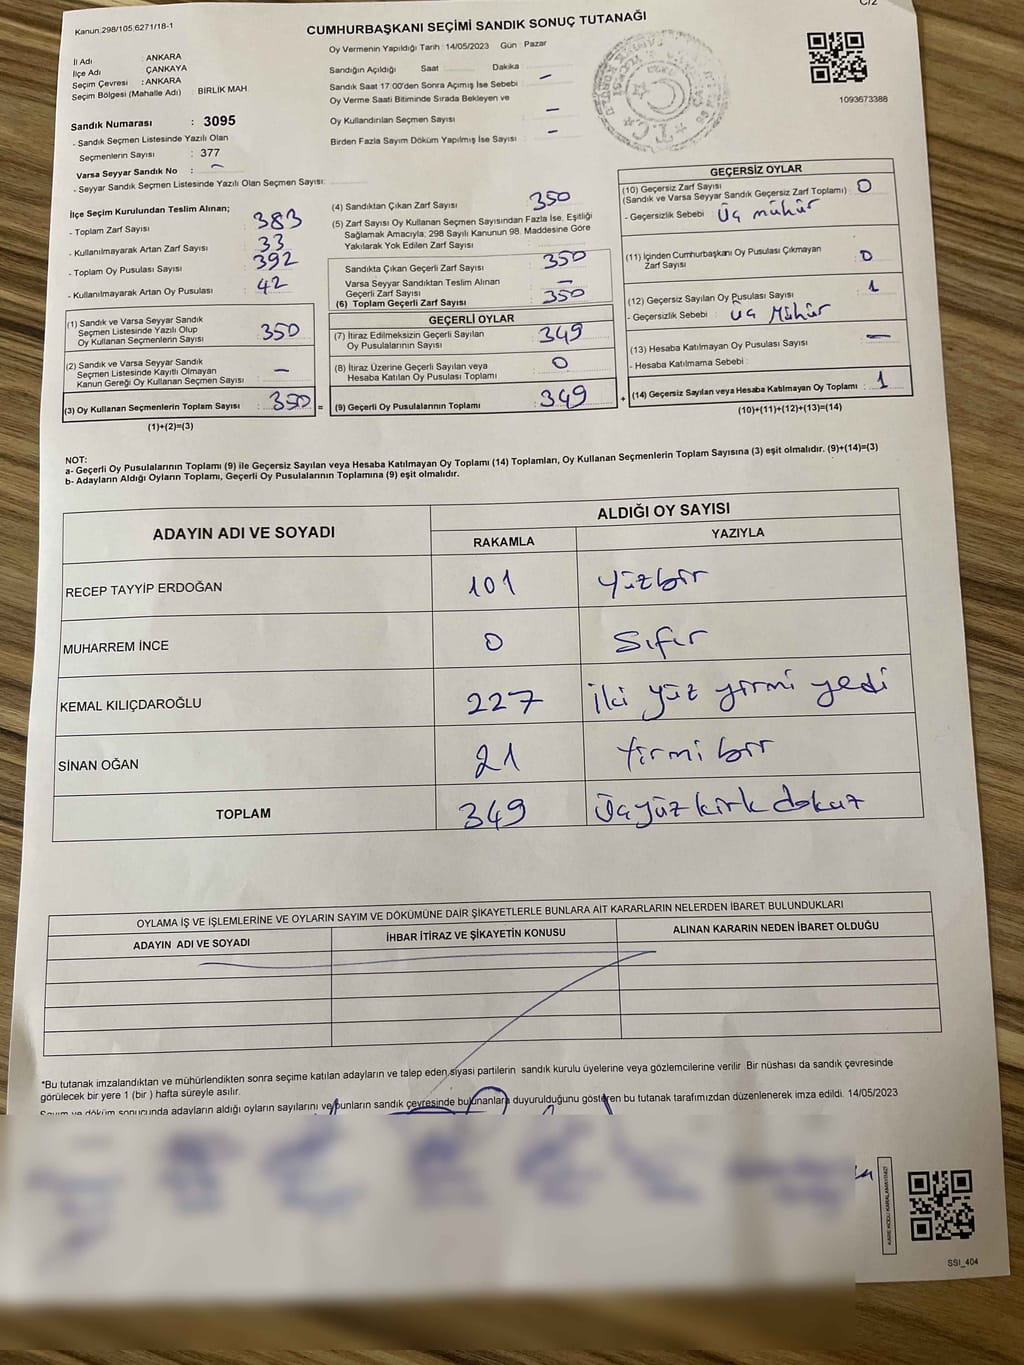 C/2
Kanun:298/105,6271/18-1
CUMHURBAŞKANI SEÇİMİ SANDIK SONUÇ TUTANAĞI
İl Adı : ANKARA
İlçe Adı ÇANKAYA
Seçim Çevresi : ANKARA
Seçim Bölgesi (Mahalle Adı) : BİRLİK MAH.
Sandık Numarası : 3095
- Sandık Seçmen Listesinde Yazılı Olan
Seçmenlerin Sayısı : 377
Varsa Seyyar Sandık No : -
- Seyyar Sandık Seçmen Listesinde Yazılı Olan Seçmen Sayısı:
Oy Vermenin Yapıldığı Tarih : 14/05/2023 Gün : Pazar
Sandığın Açıldığı Saat Dakika
Sandık Saat 17.00'den Sonra Açımış İse Sebebi : -
Oy Verme Saati Bitiminde Sırada Bekleyen ve
Oy Kullandırılan Seçmen Sayısı : -
Birden Fazla Sayım Döküm Yapılmış İse Sayısı : -
T.C.
1093673388
İlçe Seçim Kurulundan Teslim Alınan;
- Toplam Zarf Sayısı : 383
- Kullanılmayarak Artan Zarf Sayısı : 33
- Toplam Oy Pusulası Sayısı : 392
- Kullanılmayarak Artan Oy Pusulası : 42
(1) Sandık ve Varsa Seyyar Sandık
Seçmen Listesinde Yazılı Olup
Oy Kullanan Seçmenlerin Sayısı : 350
(2) Sandık ve Varsa Seyyar Sandık
Seçmen Listesinde Kayıtlı Olmayan
Kanun Gereği Oy Kullanan Seçmen Sayısı : -
(3) Oy Kullanan Seçmenlerin Toplam Sayısı : 350 =
(1)+(2)=(3)
(4) Sandıktan Çıkan Zarf Sayısı : 350
(5) Zarf Sayısı Oy Kullanan Seçmen Sayısından Fazla İse, Eşitliği
Sağlamak Amacıyla; 298 Sayılı Kanunun 98. Maddesine Göre
Yakılarak Yok Edilen Zarf Sayısı :
Sandıkta Çıkan Geçerli Zarf Sayısı : 350
Varsa Seyyar Sandıktan Teslim Alınan
Geçerli Zarf Sayısı : -
(6) Toplam Geçerli Zarf Sayısı : 350
GEÇERLİ OYLAR
(7) İtiraz Edilmeksizin Geçerli Sayılan
Oy Pusulalarının Sayısı : 349
(8) İtiraz Üzerine Geçerli Sayılan veya
Hesaba Katılan Oy Pusulası Toplamı : 0
(9) Geçerli Oy Pusulalarının Toplamı : 349 +
GEÇERSİZ OYLAR
(10) Geçersiz Zarf Sayısı
(Sandık ve Varsa Seyyar Sandık Geçersiz Zarf Toplamı) : 0
- Geçersizlik Sebebi : Üç mühür
(11) İçinden Cumhurbaşkanı Oy Pusulası Çıkmayan
Zarf Sayısı : 0
(12) Geçersiz Sayılan Oy Pusulası Sayısı : 1
- Geçersizlik Sebebi : Üç Mühür
(13) Hesaba Katılmayan Oy Pusulası Sayısı : -
- Hesaba Katılmama Sebebi :
(14) Geçersiz Sayılan veya Hesaba Katılmayan Oy Toplamı : 1
(10)+(11)+(12)+(13)=(14)
NOT:
a- Geçerli Oy Pusulalarının Toplamı (9) ile Geçersiz Sayılan veya Hesaba Katılmayan Oy Toplamı (14) Toplamları, Oy Kullanan Seçmenlerin Toplam Sayısına (3) eşit olmalıdır. (9)+(14)=(3)
b- Adayların Aldığı Oyların Toplamı, Geçerli Oy Pusulalarının Toplamına (9) eşit olmalıdır.
ADAYIN ADI VE SOYADI ALDIĞI OY SAYISI
RAKAMLA YAZIYLA
RECEP TAYYİP ERDOĞAN 101 yüzbir
MUHARREM İNCE 0 Sıfır
KEMAL KILIÇDAROĞLU 227 iki yüz yirmi yedi
SİNAN OĞAN 21 Yirmi bir
TOPLAM 349 Üçyüz kırk dokuz
OYLAMA İŞ VE İŞLEMLERİNE VE OYLARIN SAYIM VE DÖKÜMÜNE DAİR ŞİKAYETLERLE BUNLARA AİT KARARLARIN NELERDEN İBARET BULUNDUKLARI
ADAYIN ADI VE SOYADI İHBAR İTİRAZ VE ŞİKAYETİN KONUSU ALINAN KARARIN NEDEN İBARET OLDUĞU
*Bu tutanak imzalandıktan ve mühürlendikten sonra seçime katılan adayların ve talep eden siyasi partilerin sandık kurulu üyelerine veya gözlemcilerine verilir. Bir nüshası da sandık çevresinde
görülecek bir yere 1 (bir) hafta süreyle asılır.
Sayım ve döküm sonucunda adayların aldığı oyların sayılarını ve bunların sandık çevresinde bulunanlara duyurulduğunu gösteren bu tutanak tarafımızdan düzenlenerek imza edildi. 14/05/2023
KARE KODU KARALAMAYINIZ!
SSI_404